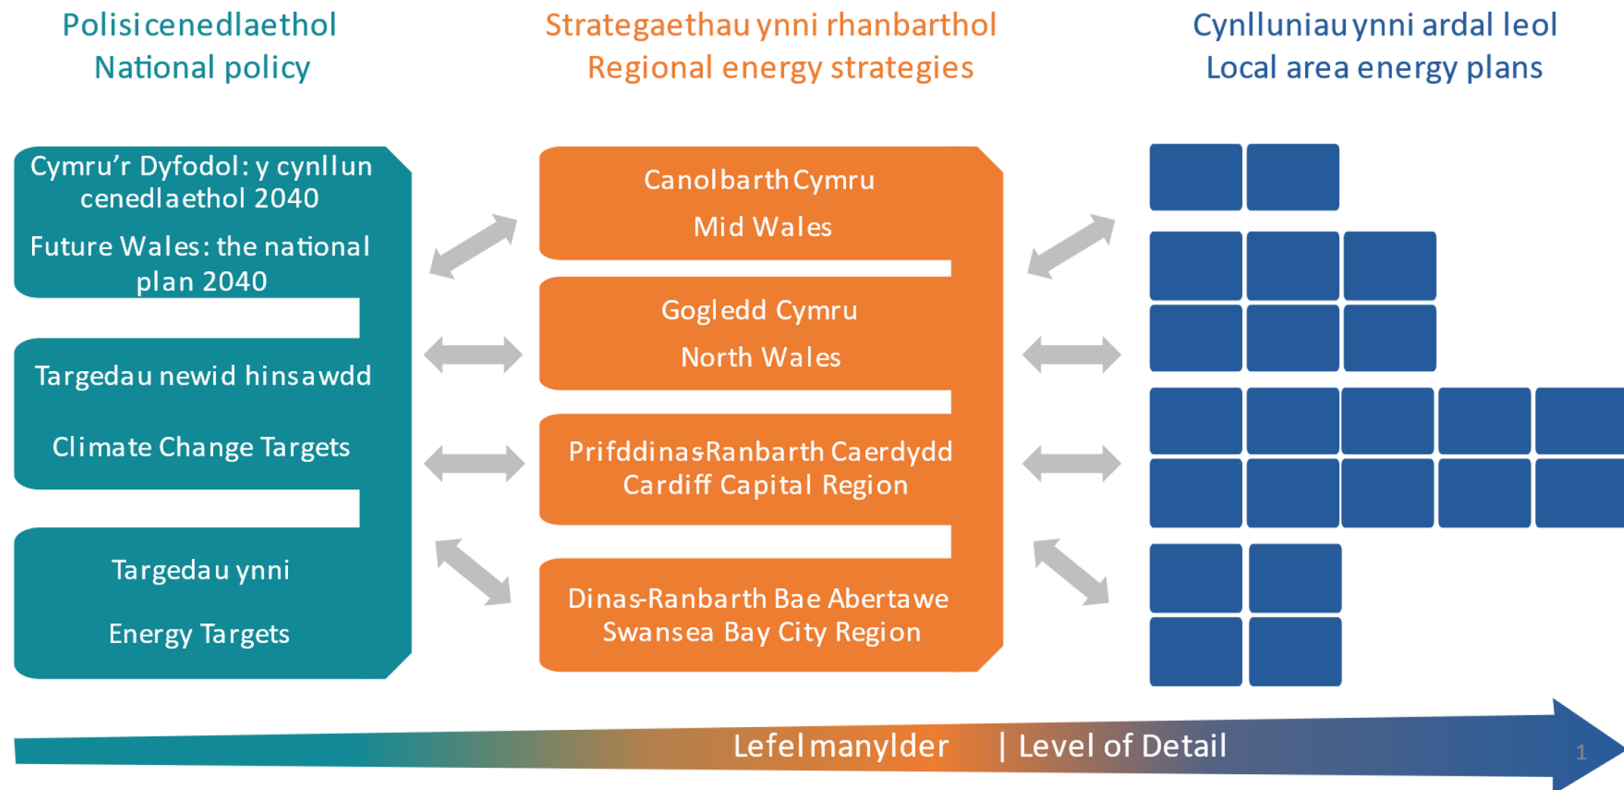 Polisi cenedlaethol
National policy
Strategaethau ynni rhanbarthol
Regional energy strategies
Cynlluniau ynni ardal leol
Local area energy plans
Cymru’r Dyfodol: y cynllun
cenedlaethol 2040
Future Wales: the national
plan 2040
Targedau newid hinsawdd
Climate Change Targets
Targedau ynni
Energy Targets
Canolbarth Cymru
Mid Wales
Gogledd Cymru
North Wales
Prifddinas-Ranbarth Caerdydd
Cardiff Capital Region
Dinas-Ranbarth Bae Abertawe
Swansea Bay City Region
Lefel manylder | Level of Detail
1